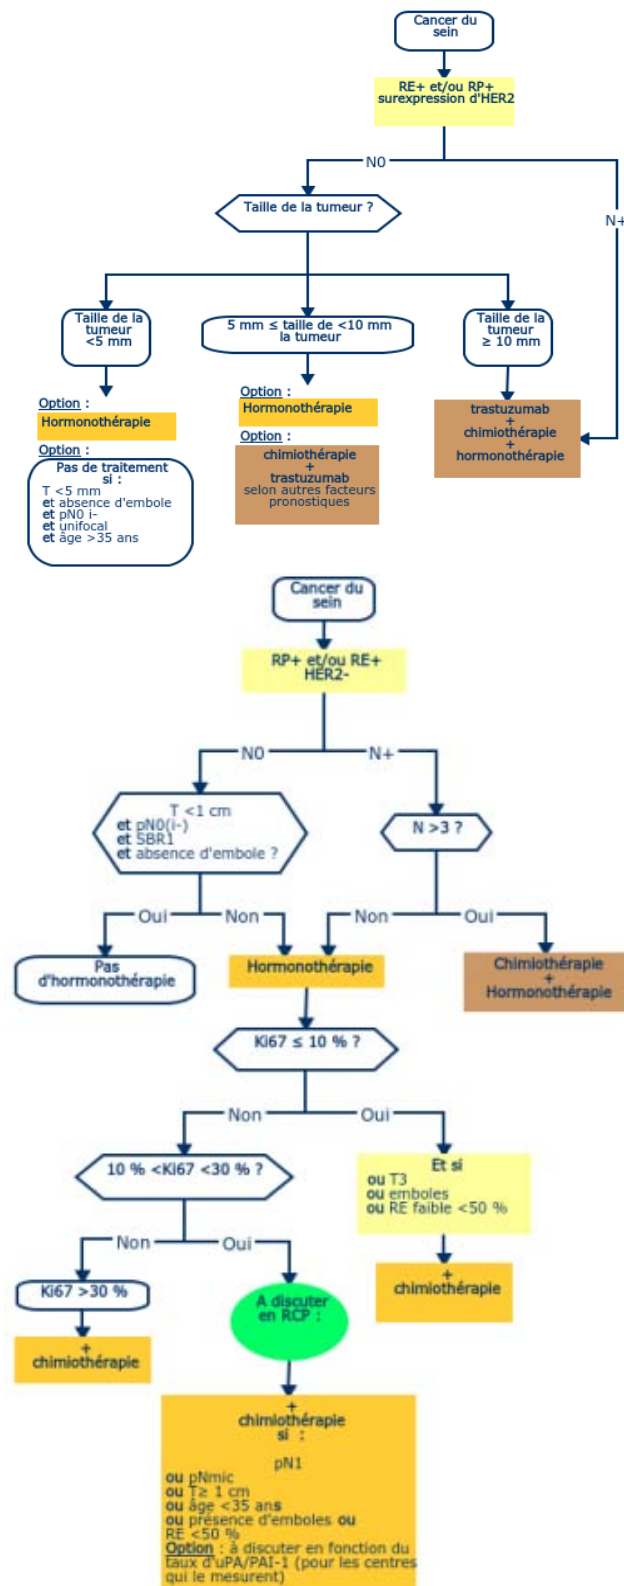 Cancer du
sein
RE+ et/ou RP+
surexpression d'HER2
N0
N+
Taille de la tumeur ?
Taille de la
tumeur
<5 mm
5 mm ≤ taille de <10 mm
la tumeur
Taille de la
tumeur
≥ 10 mm
Option :
Hormonothérapie
Option :
Pas de traitement
si :
T <5 mm
et absence d'embole
et pN0 i-
et unifocal
et âge >35 ans
Option :
Hormonothérapie
Option :
chimiothérapie
+
trastuzumab
selon autres facteurs
pronostiques
trastuzumab
+
chimiothérapie
+
hormonothérapie
Cancer du
sein
RP+ et/ou RE+
HER2-
N0
N+
T <1 cm
et pN0(i-)
et SBR1
et absence d'embole ?
N >3 ?
Oui
Non
Non
Oui
Pas
d'hormonothérapie
Hormonothérapie
Chimiothérapie
+
Hormonothérapie
Ki67 ≤ 10 % ?
Non
Oui
10 % <Ki67 <30 % ?
Et si
ou T3
ou emboles
ou RE faible <50 %
Non
Oui
+
chimiothérapie
Ki67 >30 %
A discuter
en RCP :
+
chimiothérapie
+
chimiothérapie
si :
pN1
ou pNmic
ou T≥ 1 cm
ou âge <35 ans
ou présence d'emboles ou
RE <50 %
Option : à discuter en fonction du
taux d'uPA/PAI-1 (pour les centres
qui le mesurent)